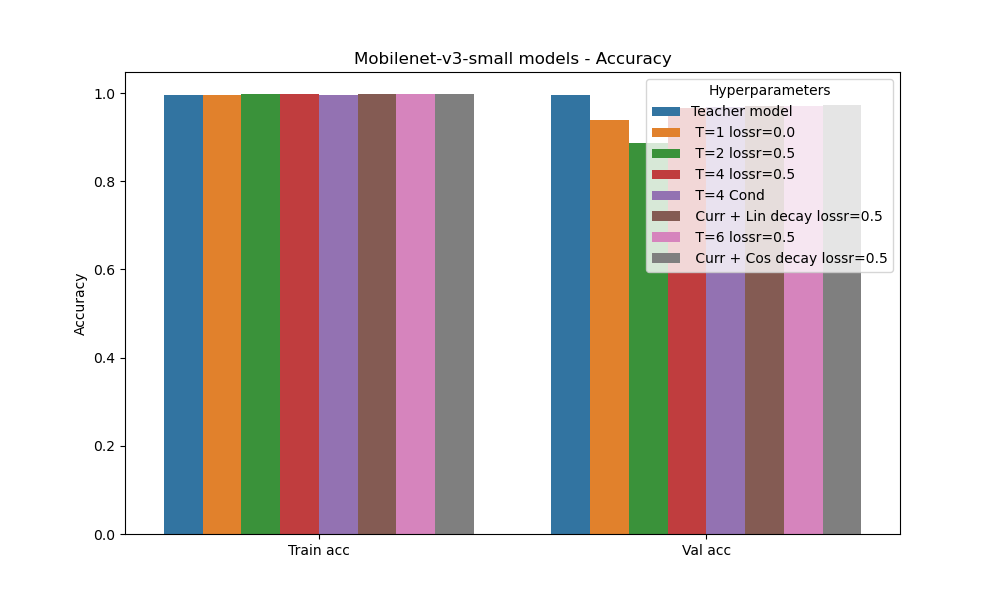 Mobilenet-v3-small models - Accuracy
Hyperparameters
Teacher model
T=1 lossr=0.0
T=2 lossr=0.5
T=4 lossr=0.5
T=4 Cond
Curr + Lin decay lossr=0.5
T=6 lossr=0.5
Curr + Cos decay lossr=0.5
Accuracy
1.0
0.8
0.6
0.4
0.2
0.0
Train acc
Val acc